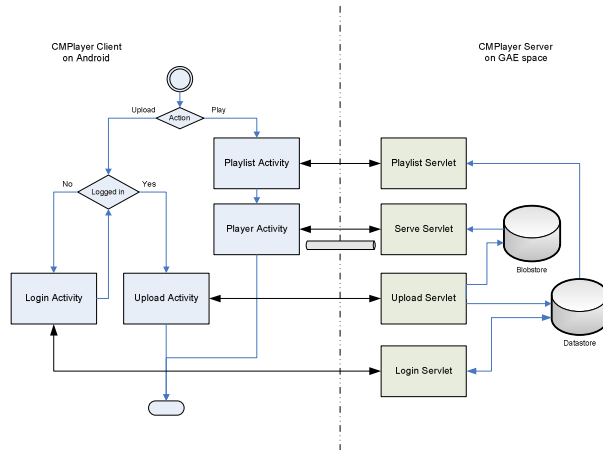 CMPlayer Client
on Android
CMPlayer Server
on GAE space
Upload
Action
Play
Playlist Activity
Playlist Servlet
No
Logged in
Yes
Player Activity
Serve Servlet
Blobstore
Login Activity
Upload Activity
Upload Servlet
Datastore
Login Servlet